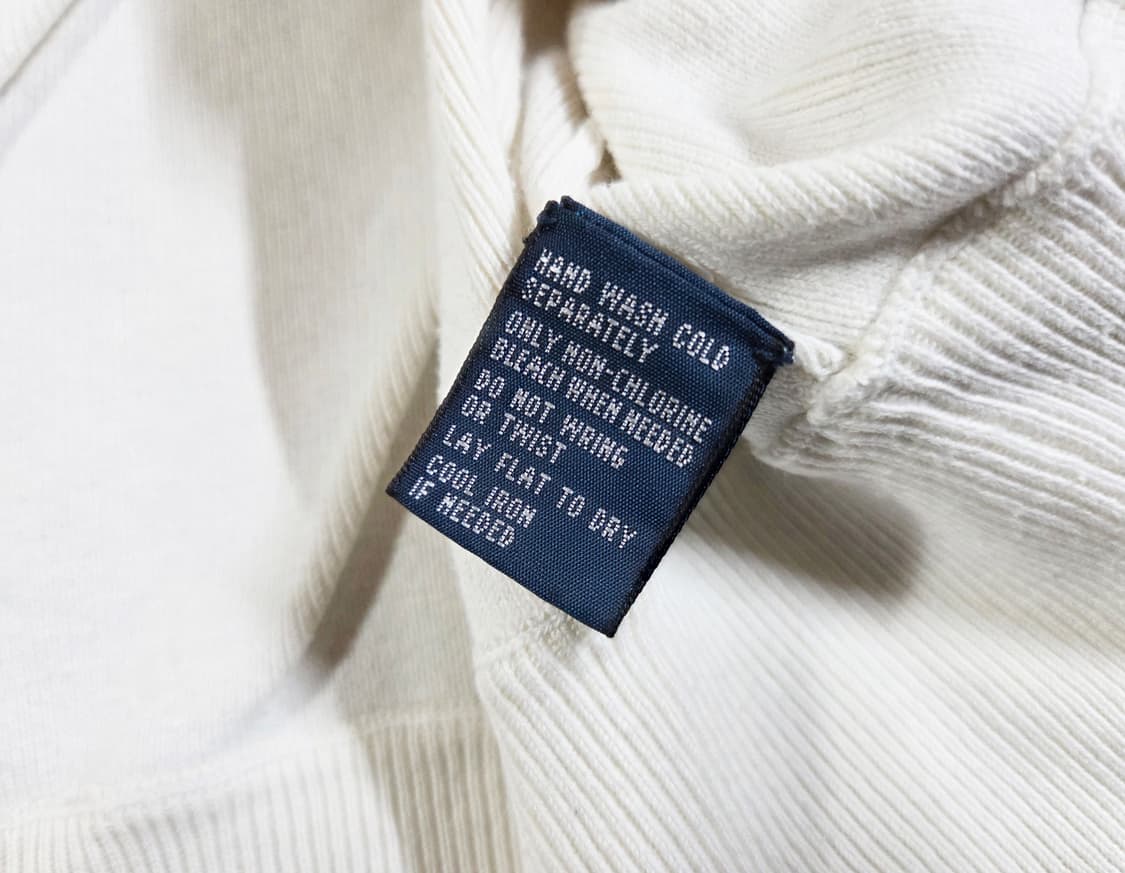 HAND WASH COLD
SEPARATELY
ONLY NON-CHLORINE
BLEACH WHEN NEEDED
DO NOT WRING
OR TWIST
LAY FLAT TO DRY
COOL IRON
IF NEEDED